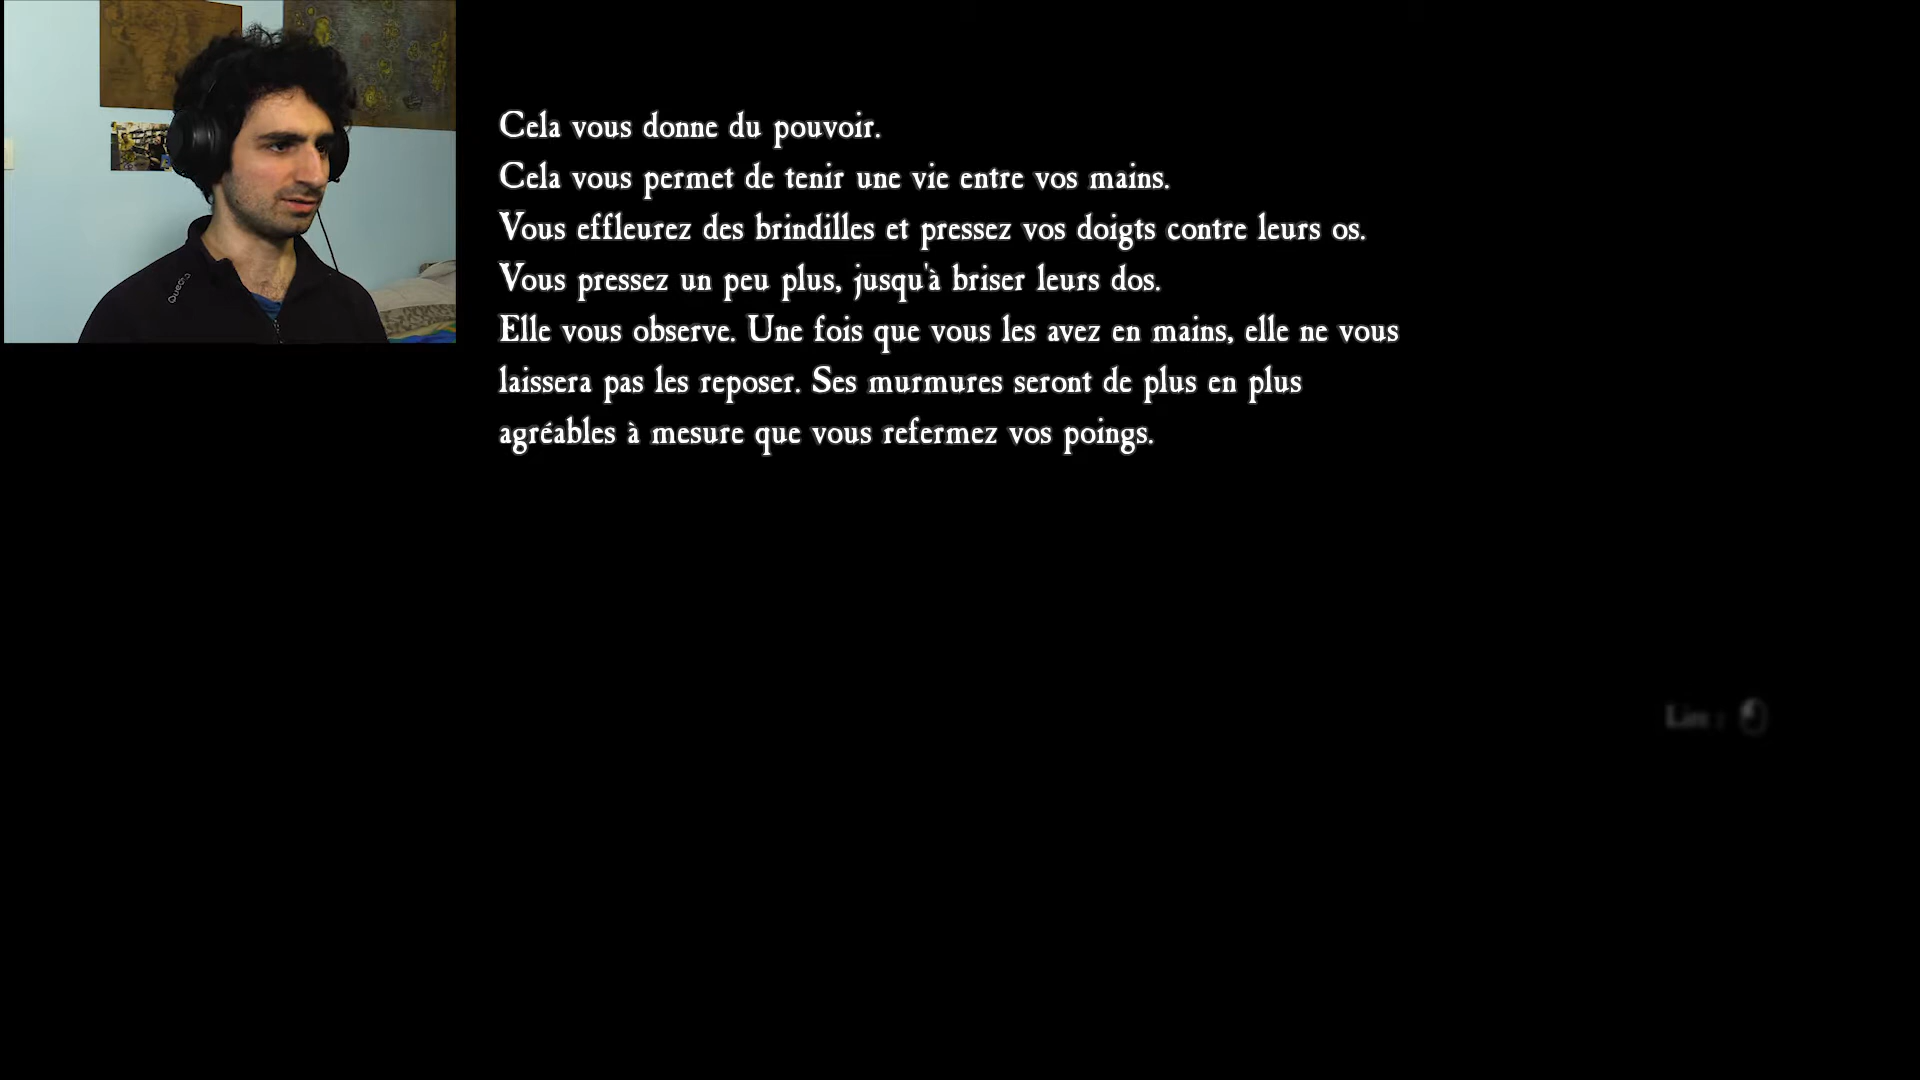 Cela vous donne du pouvoir.
Cela vous permet de tenir une vie entre vos mains.
Vous effleurez des brindilles et pressez vos doigts contre leurs os.
Vous pressez un peu plus, jusqu'à briser leurs dos.
Elle vous observe. Une fois que vous les avez en mains, elle ne vous
laissera pas les reposer. Ses murmures seront de plus en plus
agréables à mesure que vous refermez vos poings.
Lire :
Quechua